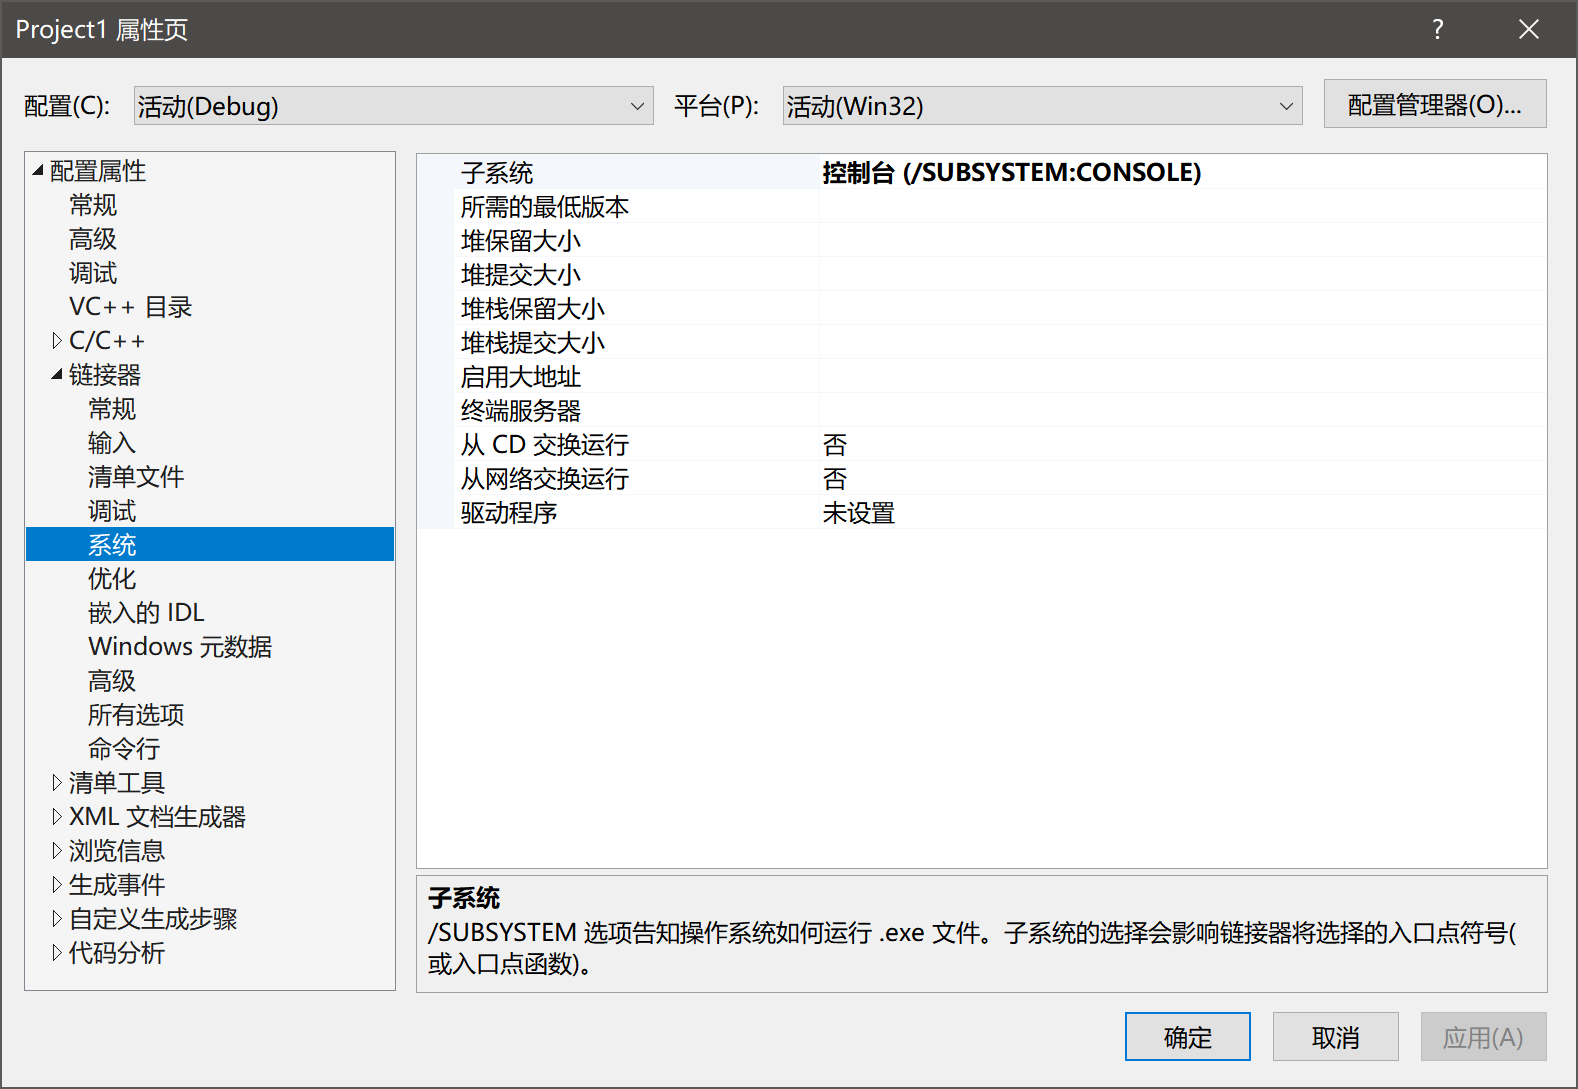 Project1 属性页
?
配置(C): 活动(Debug) 平台(P): 活动(Win32) 配置管理器(O)...
配置属性
常规
高级
调试
VC++ 目录
C/C++
链接器
常规
输入
清单文件
调试
系统
优化
嵌入的 IDL
Windows 元数据
高级
所有选项
命令行
清单工具
XML 文档生成器
浏览信息
生成事件
自定义生成步骤
代码分析
子系统 控制台 (/SUBSYSTEM:CONSOLE)
所需的最低版本
堆保留大小
堆提交大小
堆栈保留大小
堆栈提交大小
启用大地址
终端服务器
从 CD 交换运行 否
从网络交换运行 否
驱动程序 未设置
子系统
/SUBSYSTEM 选项告知操作系统如何运行 .exe 文件。子系统的选择会影响链接器将选择的入口点符号(
或入口点函数)。
确定 取消 应用(A)